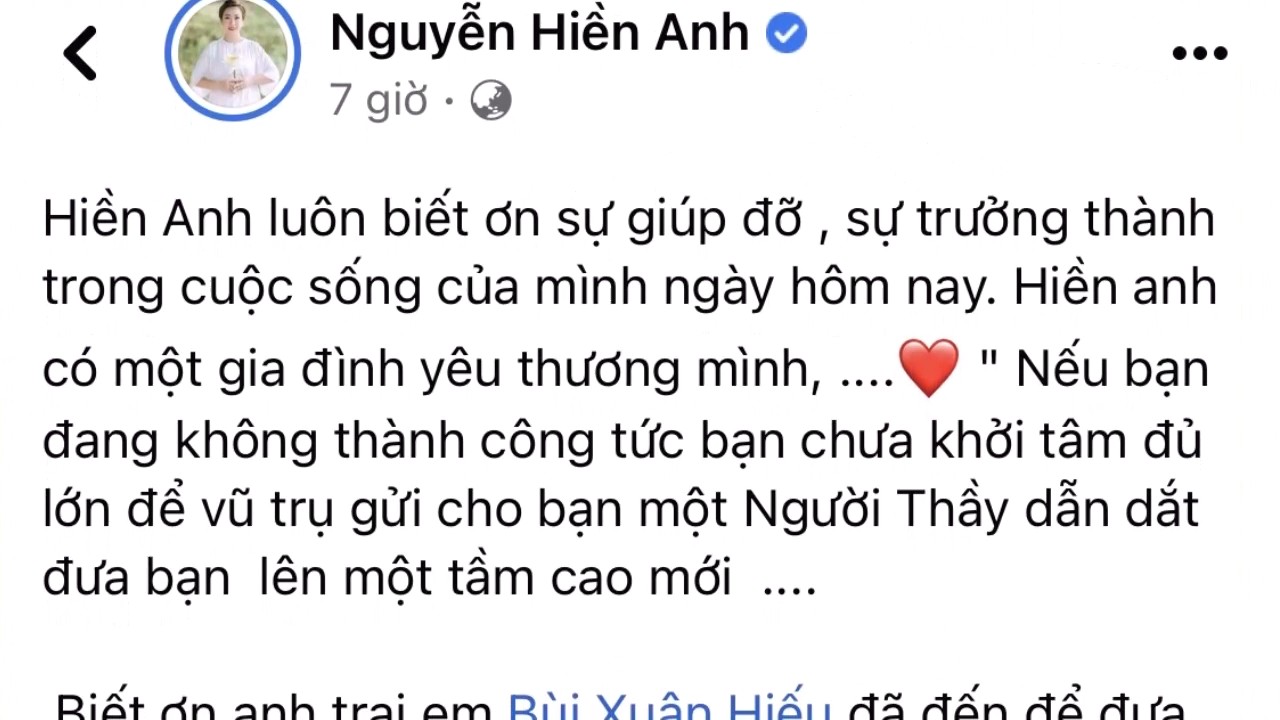 Nguyễn Hiền Anh
7 giờ ·
Hiền Anh luôn biết ơn sự giúp đỡ , sự trưởng thành
trong cuộc sống của mình ngày hôm nay. Hiền anh
có một gia đình yêu thương mình, ....❤️ " Nếu bạn
đang không thành công tức bạn chưa khởi tâm đủ
lớn để vũ trụ gửi cho bạn một Người Thầy dẫn dắt
đưa bạn  lên một tầm cao mới  ....
Biết ơn anh trai em Bùi Xuân Hiếu đã đến để đưa